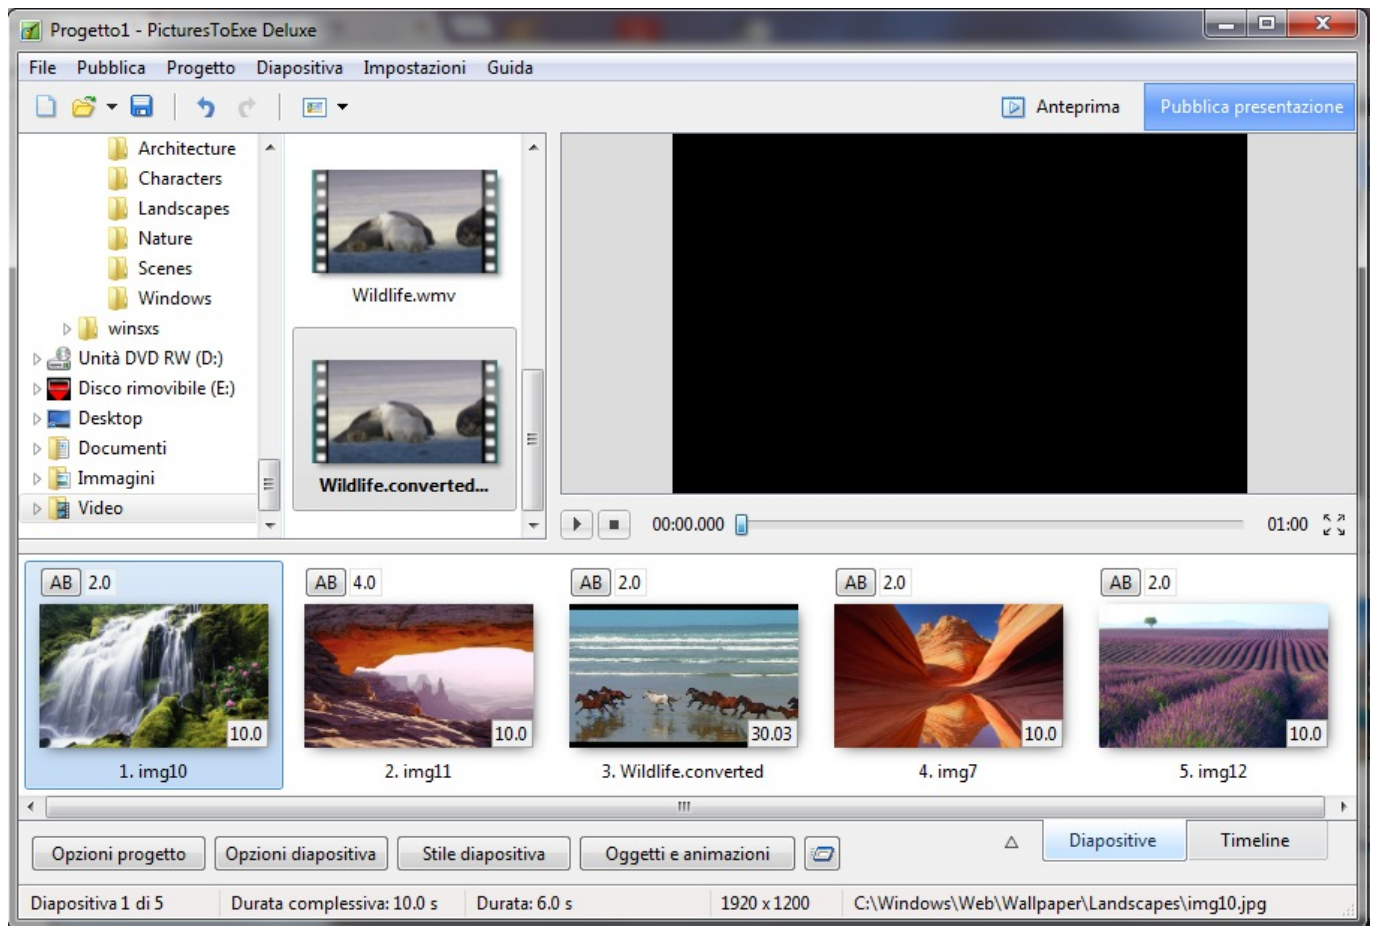 Progetto1 - PicturesToExe Deluxe
File Pubblica Progetto Diapositiva Impostazioni Guida
Anteprima Pubblica presentazione
Architecture
Characters
Landscapes
Nature
Scenes
Windows
winsxs
Unità DVD RW (D:)
Disco rimovibile (E:)
Desktop
Documenti
Immagini
Video
Wildlife.wmv
Wildlife.converted...
00:00.000 01:00
AB 2.0 AB 4.0 AB 2.0 AB 2.0 AB 2.0
10.0 10.0 30.03 10.0 10.0
1. img10 2. img11 3. Wildlife.converted 4. img7 5. img12
Opzioni progetto Opzioni diapositiva Stile diapositiva Oggetti e animazioni Diapositive Timeline
Diapositiva 1 di 5 Durata complessiva: 10.0 s Durata: 6.0 s 1920 x 1200 C:\Windows\Web\Wallpaper\Landscapes\img10.jpg